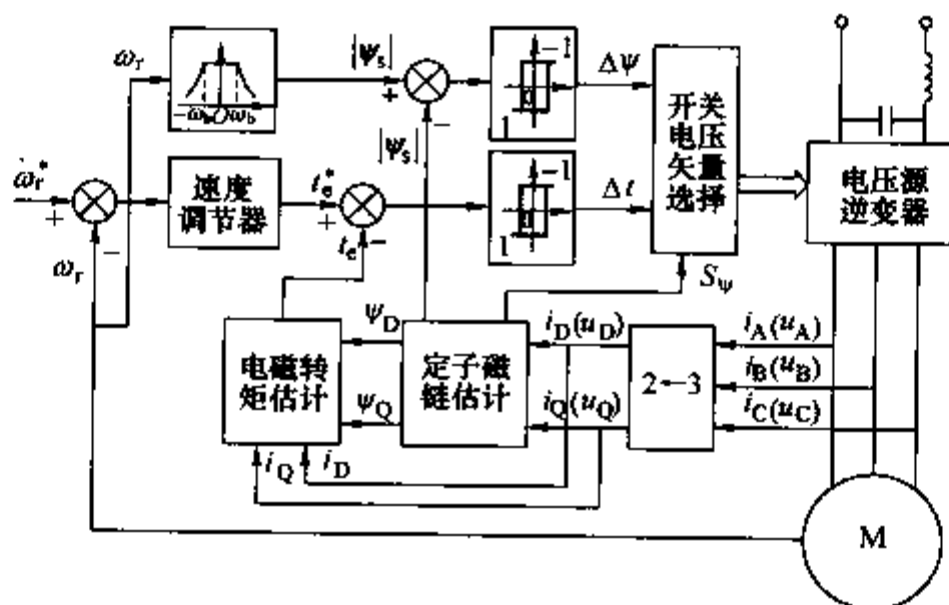 ω_r
|ψ_s|
+
-ω_b O ω_b
-1
1
Δψ
开关
电压
矢量
选择
|ψ_s|
−
ω_r*
+
−
ω_r
速度
调节器
t_e*
+
t_e
−
-1
1
Δt
电压源
逆变器
S_ψ
电磁转
矩估计
ψ_D
ψ_Q
定子磁
链估计
i_D(u_D)
i_Q(u_Q)
2←3
i_A(u_A)
i_B(u_B)
i_C(u_C)
i_Q
i_D
M